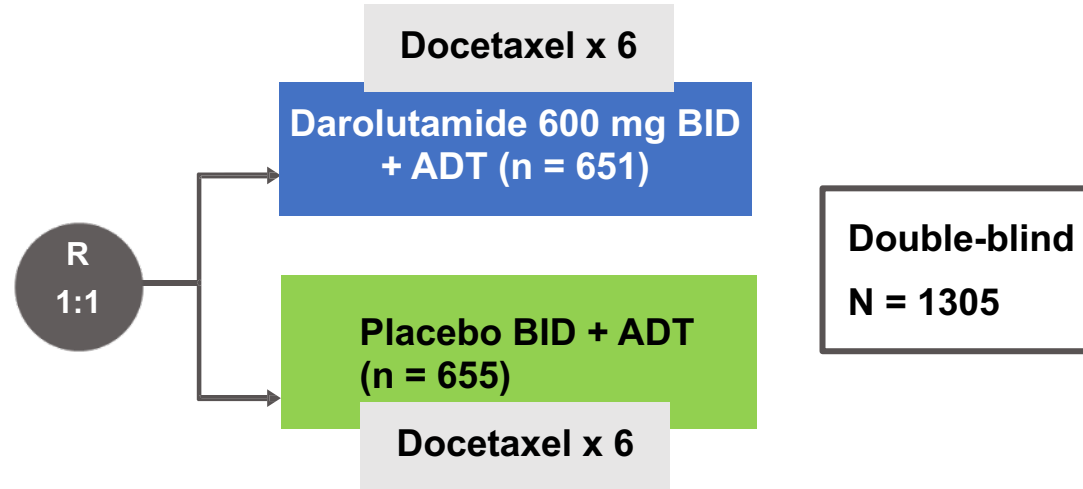 Docetaxel x 6
Darolutamide 600 mg BID
+ ADT (n = 651)
R
1:1
Double-blind
N = 1305
Placebo BID + ADT
(n = 655)
Docetaxel x 6